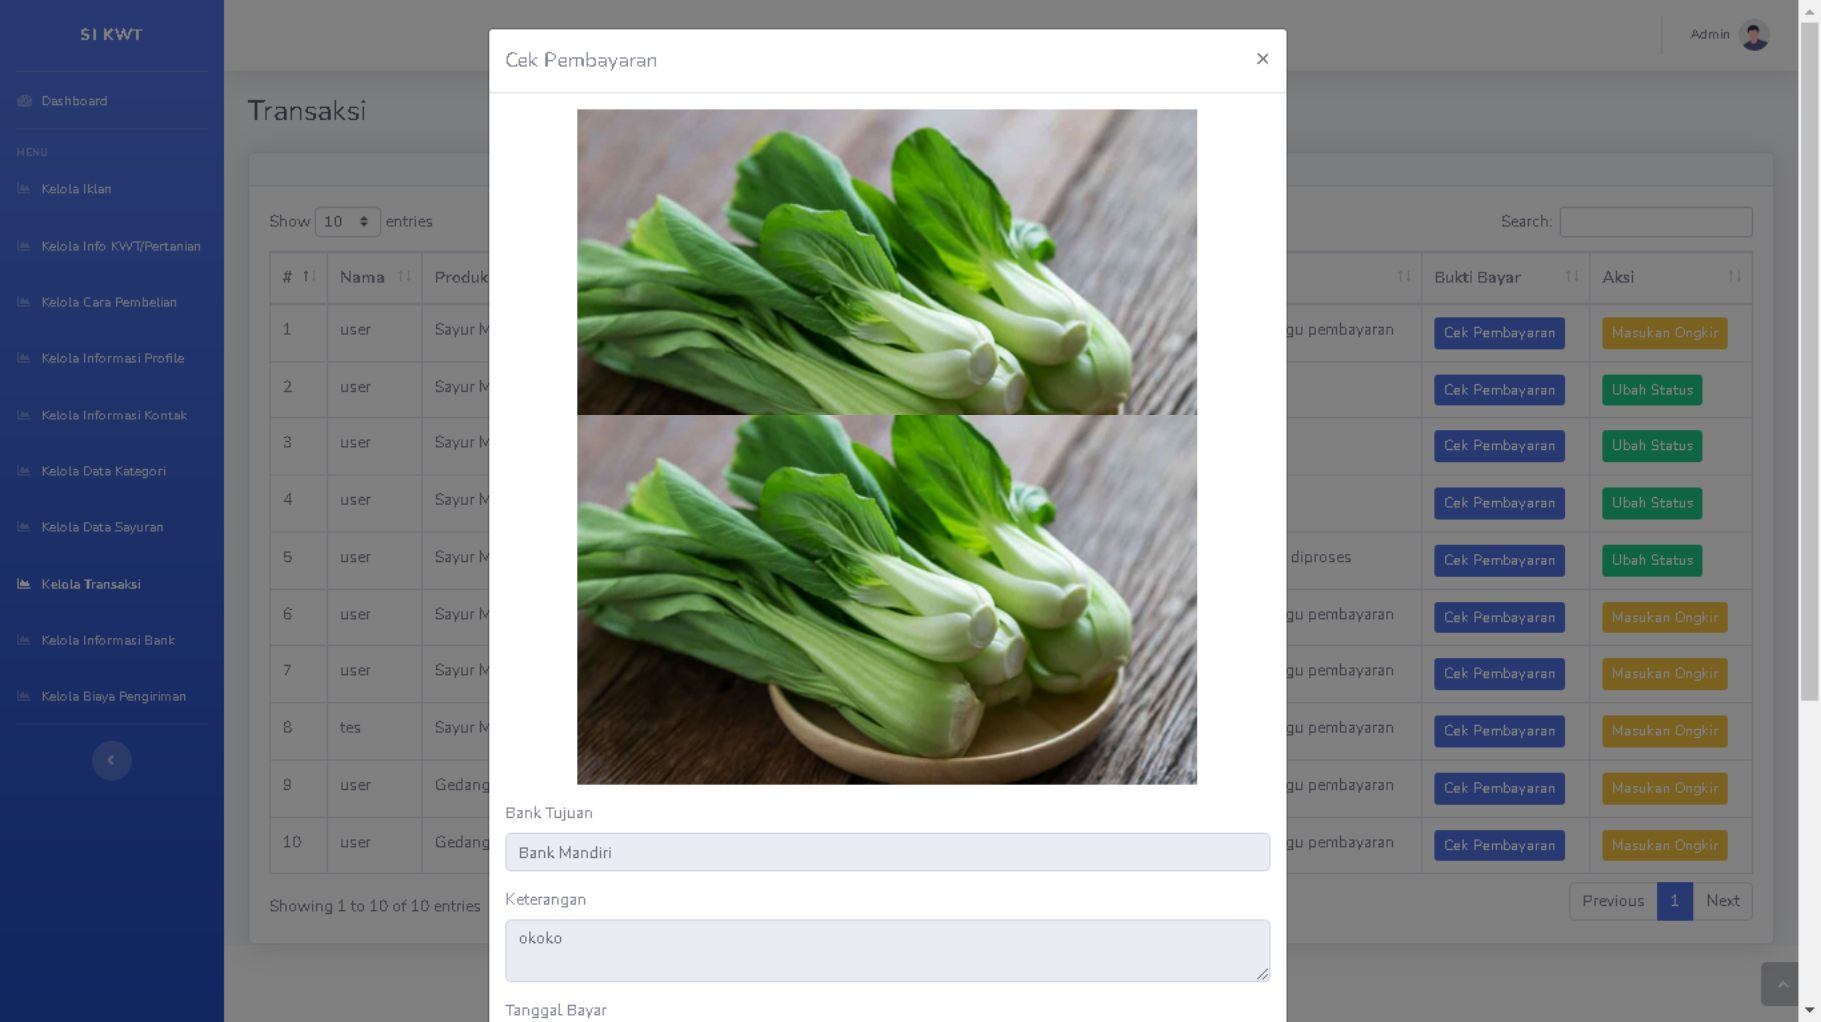 SI KWT
Dashboard
MENU
Kelola Iklan
Kelola Info KWT/Pertanian
Kelola Cara Pembelian
Kelola Informasi Profile
Kelola Informasi Kontak
Kelola Data Kategori
Kelola Data Sayuran
Kelola Transaksi
Kelola Informasi Bank
Kelola Biaya Pengiriman
Admin
Transaksi
Show 10 entries
Search:
# Nama Produk Bukti Bayar Aksi
1 user Sayur M gu pembayaran Cek Pembayaran Masukan Ongkir
2 user Sayur M Cek Pembayaran Ubah Status
3 user Sayur M Cek Pembayaran Ubah Status
4 user Sayur M Cek Pembayaran Ubah Status
5 user Sayur M diproses Cek Pembayaran Ubah Status
6 user Sayur M gu pembayaran Cek Pembayaran Masukan Ongkir
7 user Sayur M gu pembayaran Cek Pembayaran Masukan Ongkir
8 tes Sayur M gu pembayaran Cek Pembayaran Masukan Ongkir
9 user Gedang gu pembayaran Cek Pembayaran Masukan Ongkir
10 user Gedang gu pembayaran Cek Pembayaran Masukan Ongkir
Showing 1 to 10 of 10 entries
Previous 1 Next
Cek Pembayaran ×
Bank Tujuan
Bank Mandiri
Keterangan
okoko
Tanggal Bayar